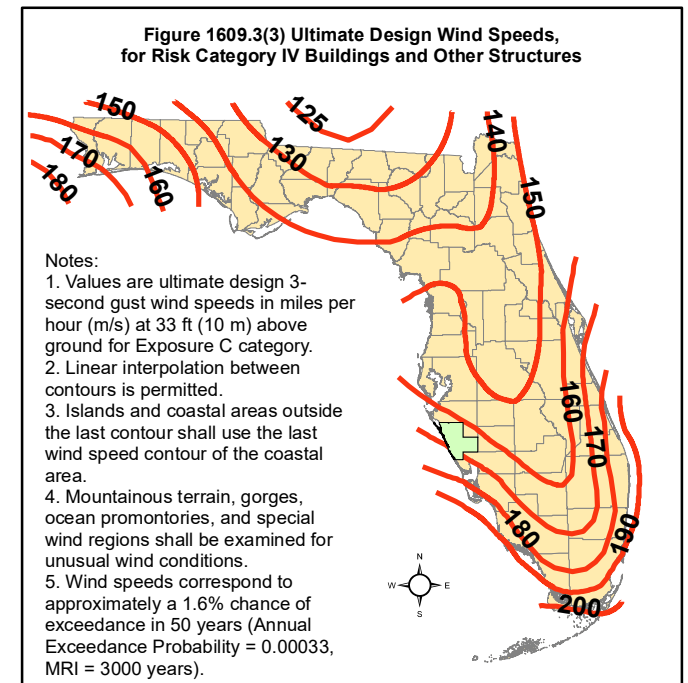 Figure 1609.3(3) Ultimate Design Wind Speeds,
for Risk Category IV Buildings and Other Structures
125
150
130
140
170
180
160
150
Notes:
1. Values are ultimate design 3-
second gust wind speeds in miles per
hour (m/s) at 33 ft (10 m) above
ground for Exposure C category.
2. Linear interpolation between
contours is permitted.
3. Islands and coastal areas outside
the last contour shall use the last
wind speed contour of the coastal
area.
4. Mountainous terrain, gorges,
ocean promontories, and special
wind regions shall be examined for
unusual wind conditions.
5. Wind speeds correspond to
approximately a 1.6% chance of
exceedance in 50 years (Annual
Exceedance Probability = 0.00033,
MRI = 3000 years).
160
170
180
190
200
N
W E
S